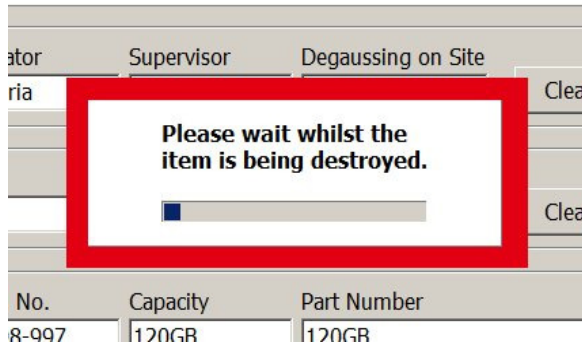 ator Supervisor Degaussing on Site
ria Clea
Please wait whilst the
item is being destroyed.
Clea
No. Capacity Part Number
08-997 120GB 120GB